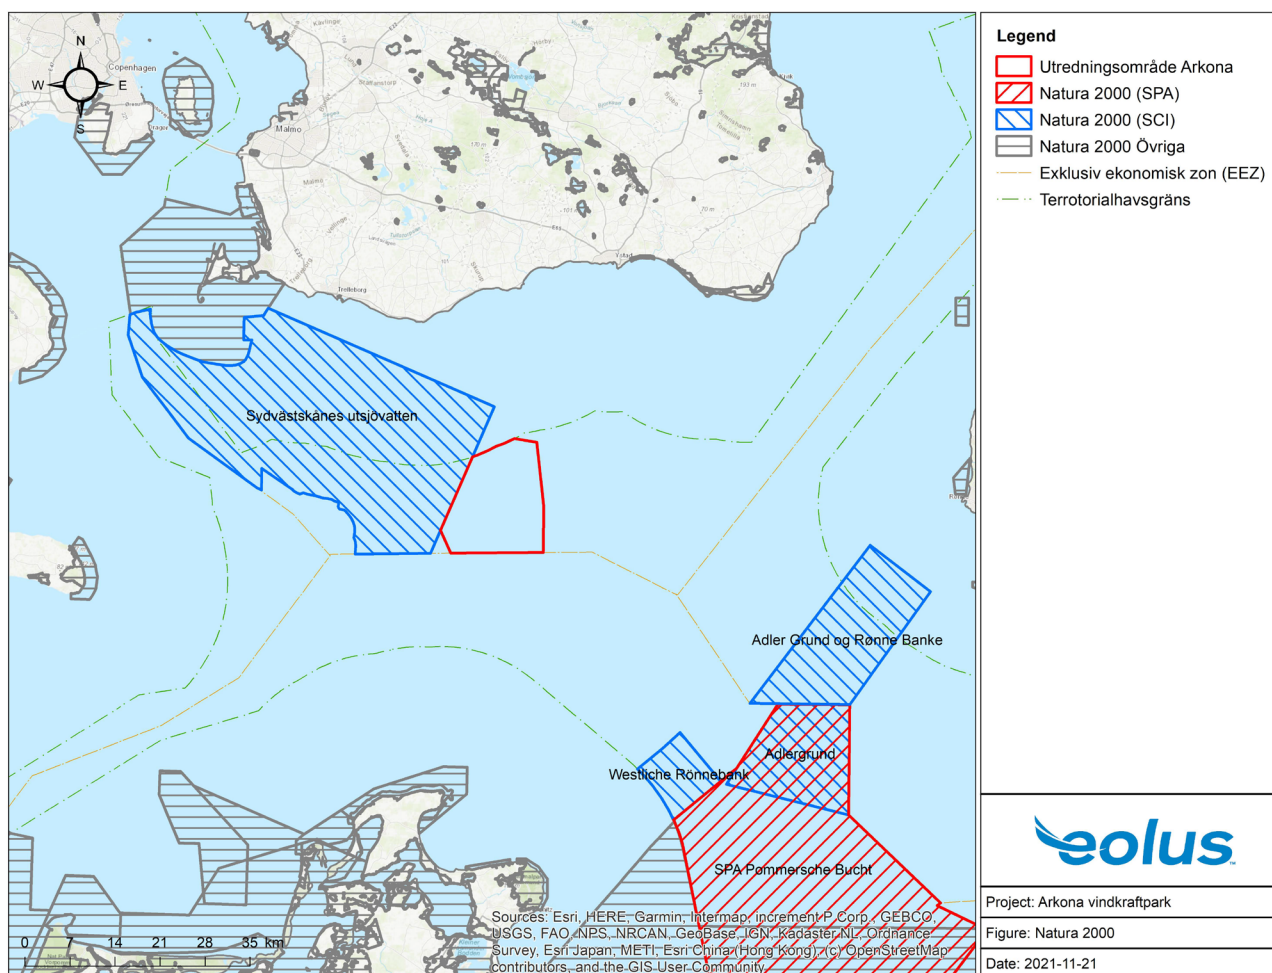 N
W
E
S
Copenhagen
Malmo
Trelleborg
Ystad
Sydvästskånes utsjövatten
Adler Grund og Rønne Banke
Adlergrund
Westliche Rönnebank
SPA Pommersche Bucht
Sources: Esri, HERE, Garmin, Intermap, increment P Corp., GEBCO,
USGS, FAO, NPS, NRCAN, GeoBase, IGN, Kadaster NL, Ordnance
Survey, Esri Japan, METI, Esri China (Hong Kong), (c) OpenStreetMap
contributors, and the GIS User Community
0 7 14 21 28 35 km
Legend
Utredningsområde Arkona
Natura 2000 (SPA)
Natura 2000 (SCI)
Natura 2000 Övriga
Exklusiv ekonomisk zon (EEZ)
Terrotorialhavsgräns
eolus
Project: Arkona vindkraftpark
Figure: Natura 2000
Date: 2021-11-21